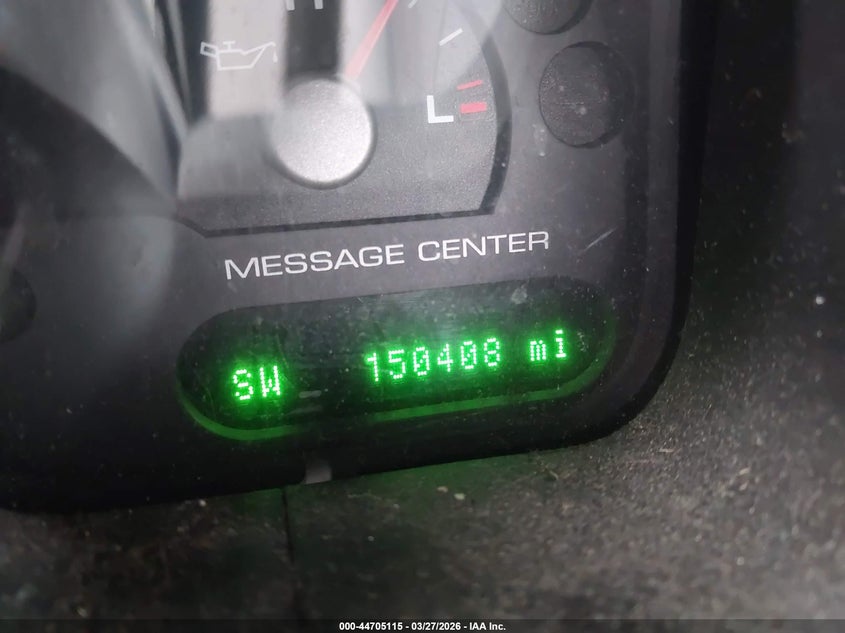 L
MESSAGE CENTER
SW 150408 mi
000-44705115 - 03/27/2026 - IAA Inc.